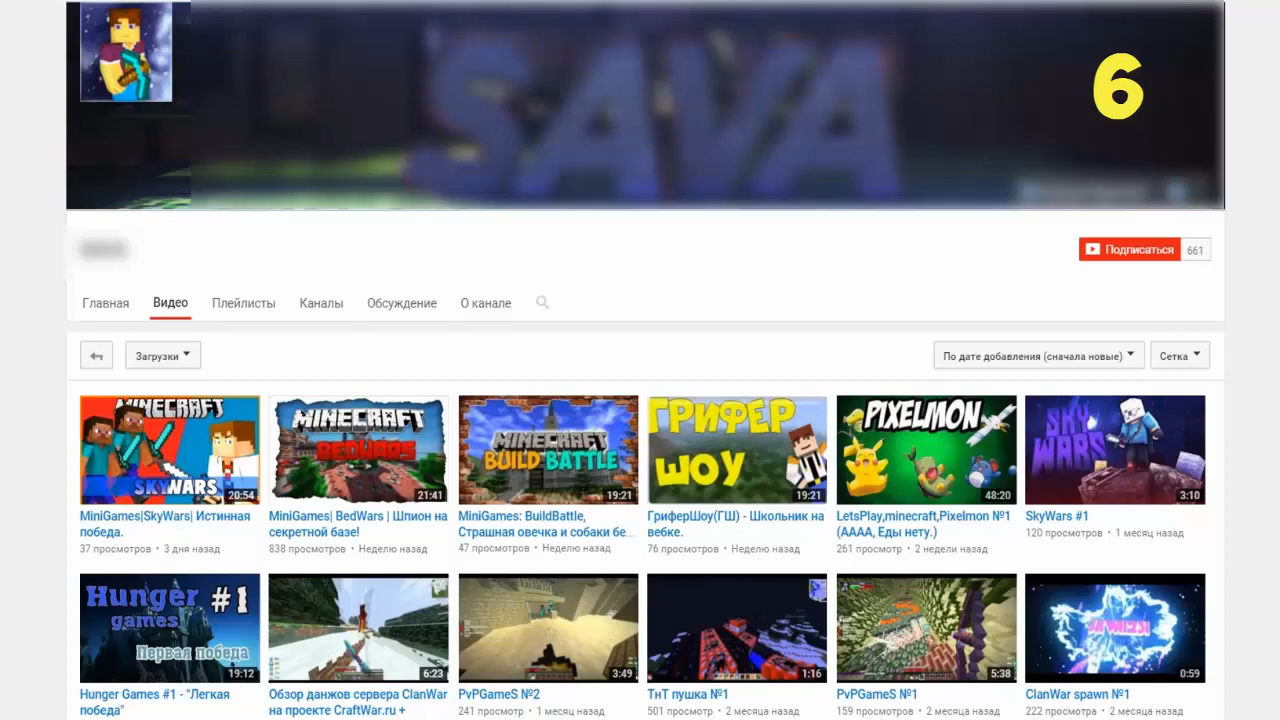 SAVA
6
Подписаться 661
Главная Видео Плейлисты Каналы Обсуждение О канале
Загрузки По дате добавления (сначала новые) Сетка
MINECRAFT
SKYWARS
20:54
MINECRAFT
BEDWARS
21:41
MINECRAFT
BUILD BATTLE
19:21
ГРИФЕР
ШОУ
19:21
PIXELMON
48:20
SKY
WARS
3:10
MiniGames|SkyWars| Истинная
победа.
37 просмотров • 3 дня назад
MiniGames| BedWars | Шпион на
секретной базе!
838 просмотров • Неделю назад
MiniGames: BuildBattle,
Страшная овечка и собаки бе...
47 просмотров • Неделю назад
ГриферШоу(ГШ) - Школьник на
вебке.
76 просмотров • Неделю назад
LetsPlay,minecraft,Pixelmon №1
(АААА, Еды нету.)
261 просмотр • 2 недели назад
SkyWars #1
120 просмотров • 1 месяц назад
Hunger #1
games
Первая победа
19:12
6:23
3:49
1:16
5:38
0:59
Hunger Games #1 - "Легкая
победа"
Обзор данжов сервера ClanWar
на проекте CraftWar.ru +
PvPGameS №2
241 просмотр • 1 месяц назад
ТнТ пушка №1
501 просмотр • 2 месяца назад
PvPGameS №1
159 просмотров • 2 месяца назад
ClanWar spawn №1
222 просмотра • 2 месяца назад